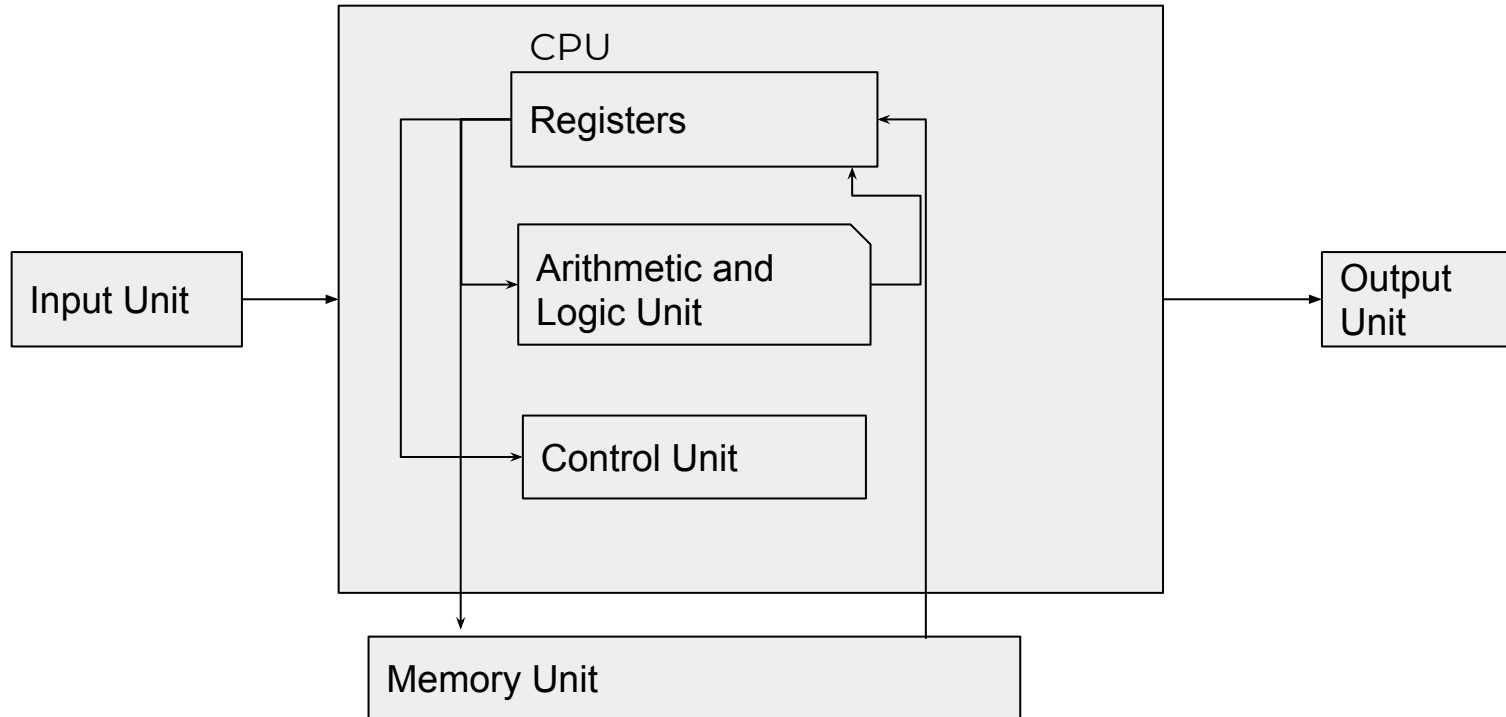 CPU
Registers
Arithmetic and
Logic Unit
Input Unit
Output
Unit
Control Unit
Memory Unit